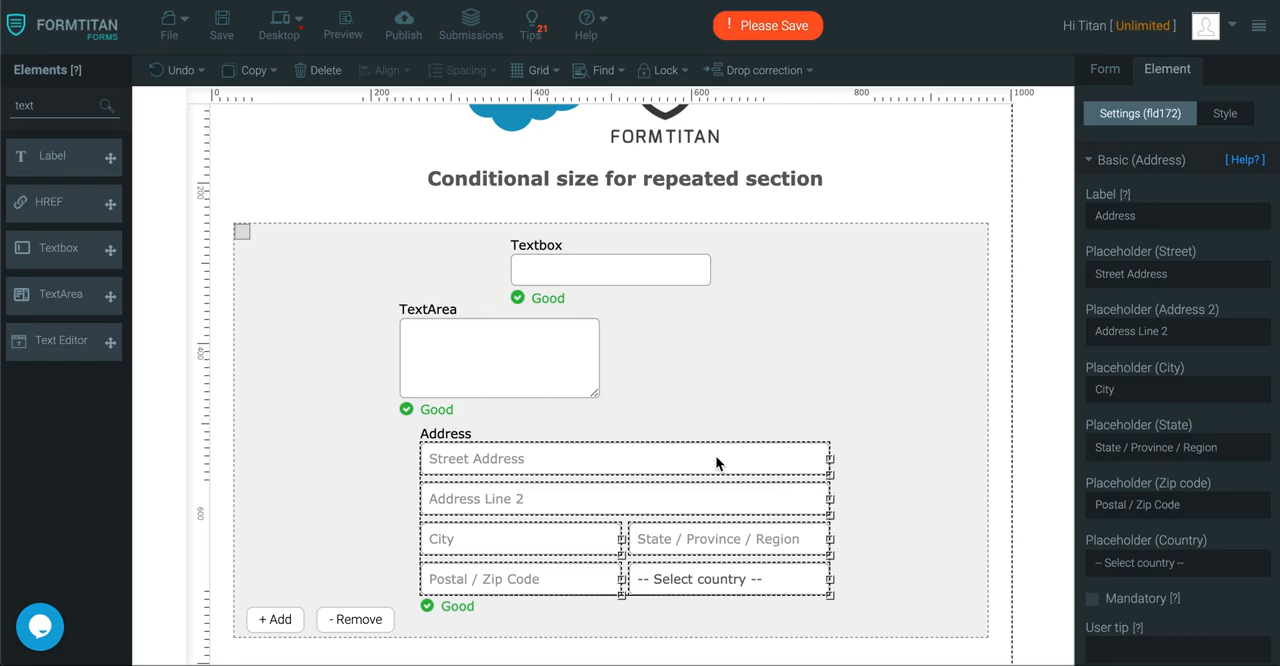 FORMTITAN
FORMS
File
Save
Desktop
Preview
Publish
Submissions
Tips 21
Help
! Please Save
Hi Titan [ Unlimited ]
Elements [?]
Undo
Copy
Delete
Align
Spacing
Grid
Find
Lock
Drop correction
Form
Element
text
Label
HREF
Textbox
TextArea
Text Editor
0
200
400
600
800
1000
200
400
600
FORMTITAN
Conditional size for repeated section
Textbox
Good
TextArea
Good
Address
Street Address
Address Line 2
City
State / Province / Region
Postal / Zip Code
-- Select country --
Good
+ Add
- Remove
Settings (fld172)
Style
Basic (Address)
[ Help? ]
Label [?]
Address
Placeholder (Street)
Street Address
Placeholder (Address 2)
Address Line 2
Placeholder (City)
City
Placeholder (State)
State / Province / Region
Placeholder (Zip code)
Postal / Zip Code
Placeholder (Country)
-- Select country --
Mandatory [?]
User tip [?]